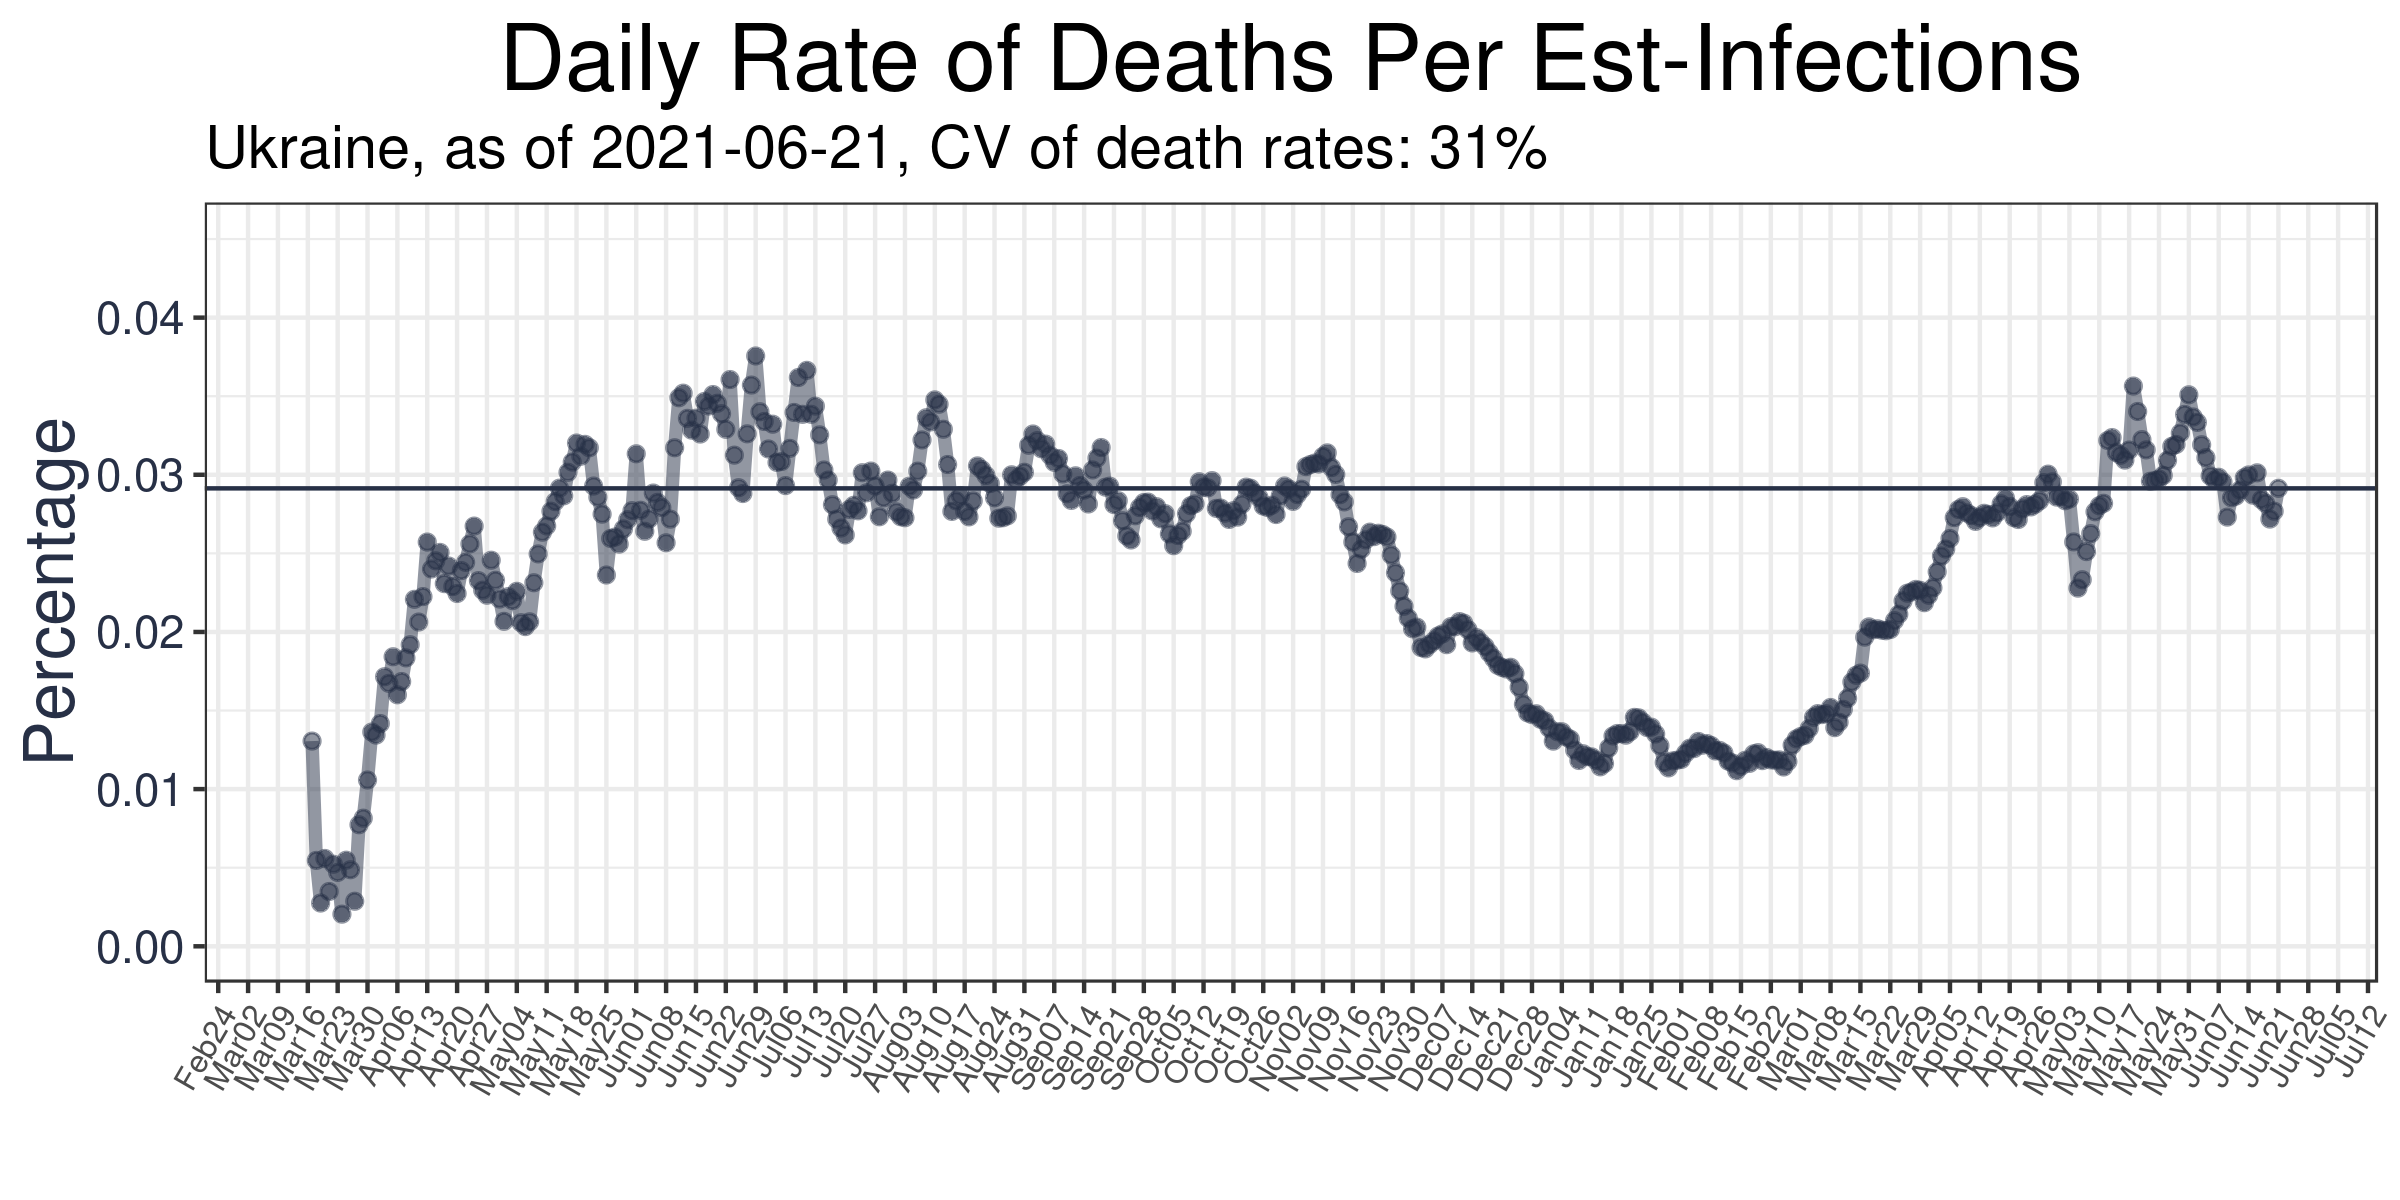 Daily Rate of Deaths Per Est-Infections
Ukraine, as of 2021-06-21, CV of death rates: 31%
Percentage
0.04
0.03
0.02
0.01
0.00
Feb24
Mar02
Mar09
Mar16
Mar23
Mar30
Apr06
Apr13
Apr20
Apr27
May04
May11
May18
May25
Jun01
Jun08
Jun15
Jun22
Jun29
Jul06
Jul13
Jul20
Jul27
Aug03
Aug10
Aug17
Aug24
Aug31
Sep07
Sep14
Sep21
Sep28
Oct05
Oct12
Oct19
Oct26
Nov02
Nov09
Nov16
Nov23
Nov30
Dec07
Dec14
Dec21
Dec28
Jan04
Jan11
Jan18
Jan25
Feb01
Feb08
Feb15
Feb22
Mar01
Mar08
Mar15
Mar22
Mar29
Apr05
Apr12
Apr19
Apr26
May03
May10
May17
May24
May31
Jun07
Jun14
Jun21
Jun28
Jul05
Jul12